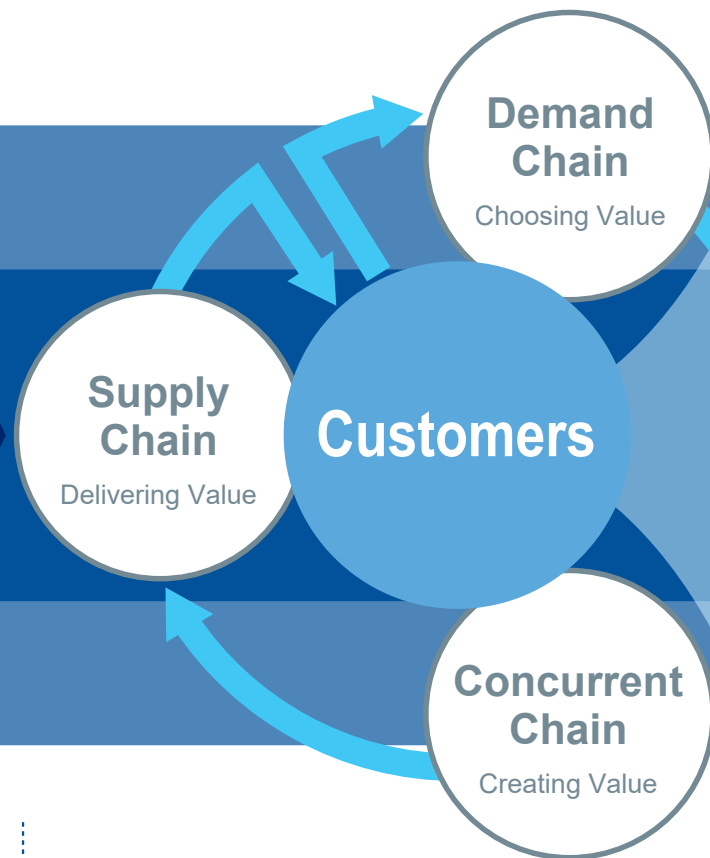 Demand
Chain
Choosing Value
Supply
Chain
Delivering Value
Customers
Concurrent
Chain
Creating Value